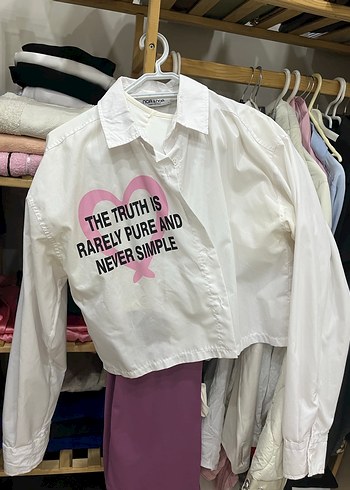 THE TRUTH IS
RARELY PURE AND
NEVER SIMPLE